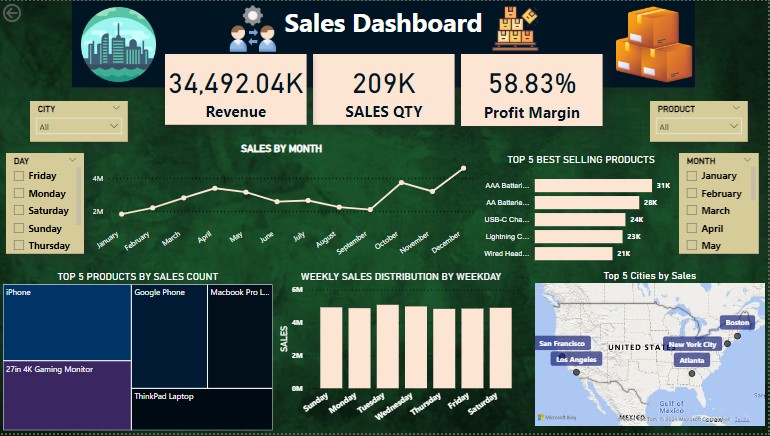 Sales Dashboard
34,492.04K
Revenue
209K
SALES QTY
58.83%
Profit Margin
CITY
All
PRODUCT
All
DAY
Friday
Monday
Saturday
Sunday
Thursday
SALES BY MONTH
4M
2M
January
February
March
April
May
June
July
August
September
October
November
December
TOP 5 BEST SELLING PRODUCTS
AAA Batteri... 31K
AA Batterie... 28K
USB-C Cha... 24K
Lightning C... 23K
Wired Head... 21K
MONTH
January
February
March
April
May
TOP 5 PRODUCTS BY SALES COUNT
iPhone
Google Phone
Macbook Pro L...
27in 4K Gaming Monitor
ThinkPad Laptop
WEEKLY SALES DISTRIBUTION BY WEEKDAY
SALES
6M
4M
2M
0M
Sunday
Monday
Tuesday
Wednesday
Thursday
Friday
Saturday
Top 5 Cities by Sales
Boston
San Francisco
UNITED STAT
New York City
Los Angeles
Atlanta
Gulf of
Mexico
MEXICO
Microsoft Bing